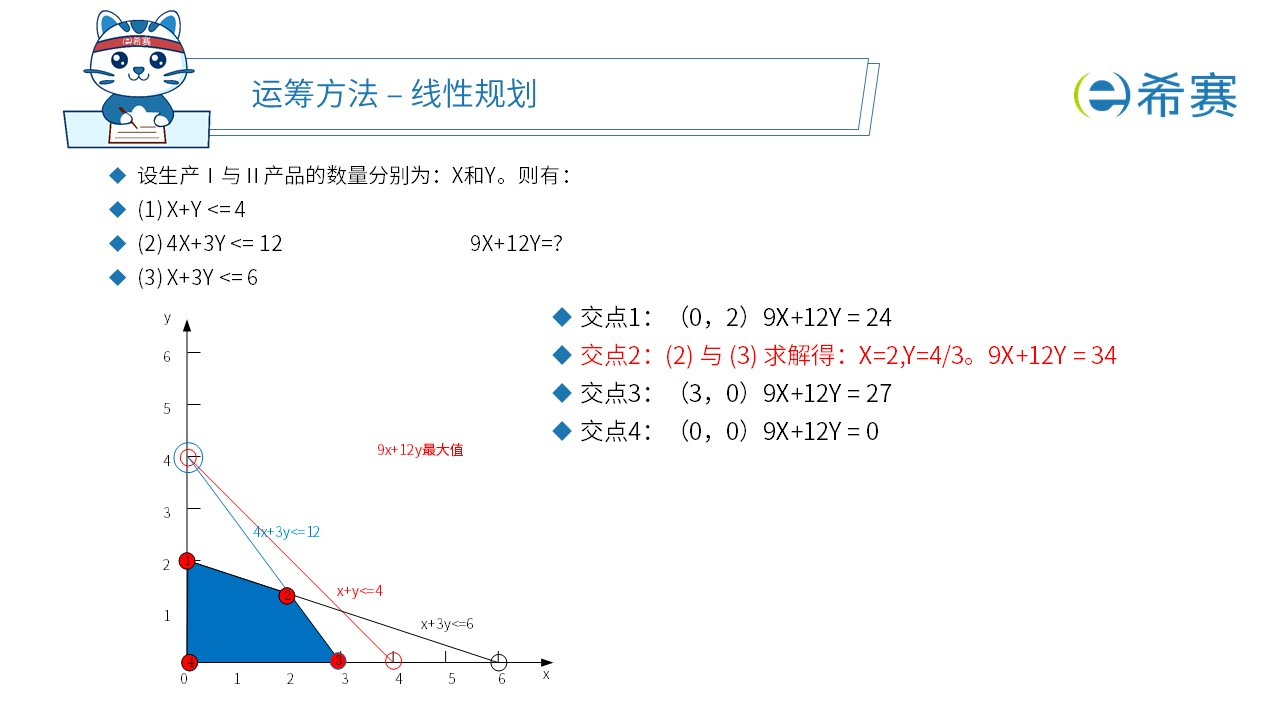 希赛
运筹方法 – 线性规划
希赛
设生产Ⅰ与Ⅱ产品的数量分别为：X和Y。则有：
(1) X+Y <= 4
(2) 4X+3Y <= 12
9X+12Y=?
(3) X+3Y <= 6
交点1：（0，2）9X+12Y = 24
交点2：(2) 与 (3) 求解得：X=2,Y=4/3。9X+12Y = 34
交点3：（3，0）9X+12Y = 27
交点4：（0，0）9X+12Y = 0
y
6
5
9x+12y最大值
4
3
4x+3y<=12
2
1
2
x+y<=4
1
x+3y<=6
4
3
x
0 1 2 3 4 5 6